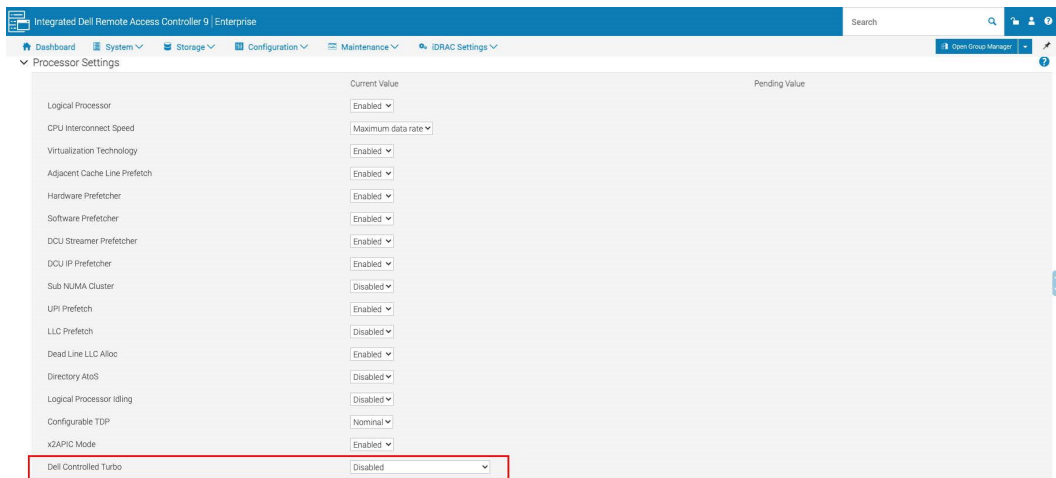 Integrated Dell Remote Access Controller 9 | Enterprise
Search
Dashboard System Storage Configuration Maintenance iDRAC Settings
Open Group Manager
Processor Settings
Current Value Pending Value
Logical Processor Enabled
CPU Interconnect Speed Maximum data rate
Virtualization Technology Enabled
Adjacent Cache Line Prefetch Enabled
Hardware Prefetcher Enabled
Software Prefetcher Enabled
DCU Streamer Prefetcher Enabled
DCU IP Prefetcher Enabled
Sub NUMA Cluster Disabled
UPI Prefetch Enabled
LLC Prefetch Disabled
Dead Line LLC Alloc Enabled
Directory AtoS Disabled
Logical Processor Idling Disabled
Configurable TDP Nominal
x2APIC Mode Enabled
Dell Controlled Turbo Disabled